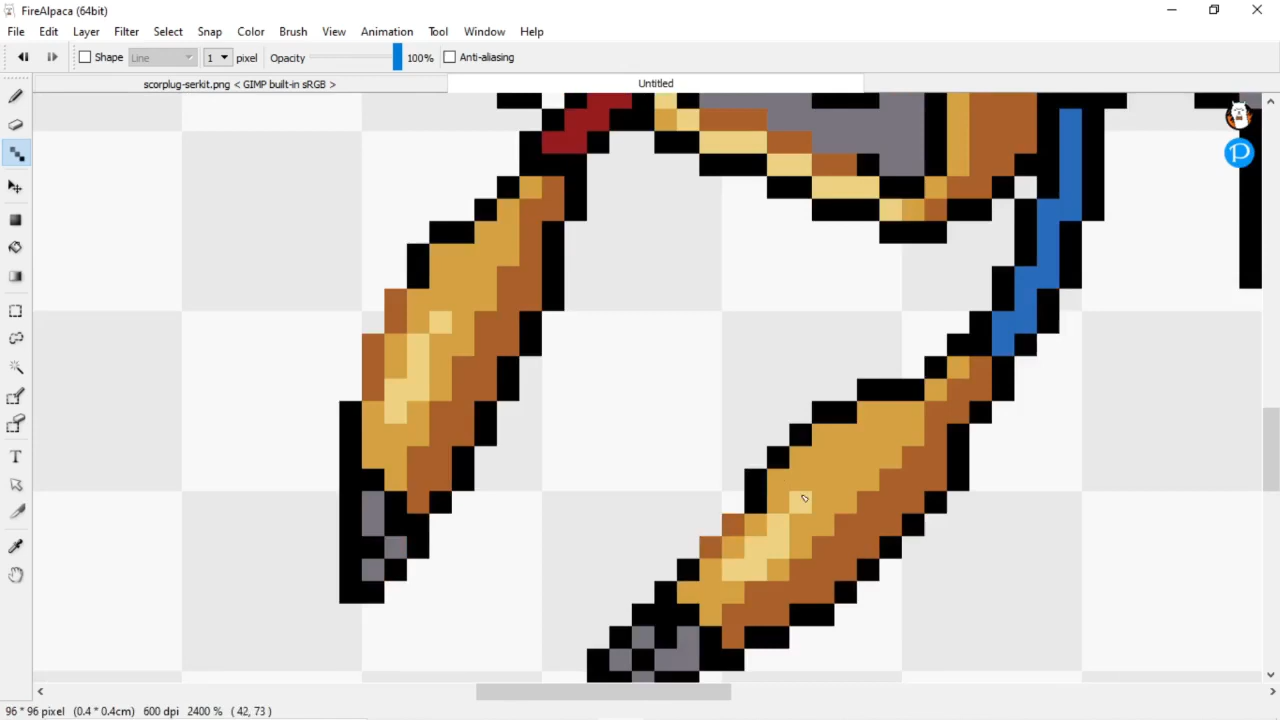 FireAlpaca (64bit)
File Edit Layer Filter Select Snap Color Brush View Animation Tool Window Help
Shape Line 1 pixel Opacity 100% Anti-aliasing
scorplug-serkit.png < GIMP built-in sRGB > Untitled
96 * 96 pixel (0.4 * 0.4cm) 600 dpi 2400 % ( 42, 73 )